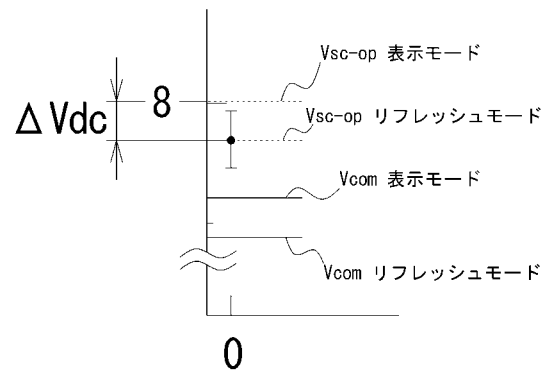 Vsc-op 表示モード
8
ΔVdc
Vsc-op リフレッシュモード
Vcom 表示モード
Vcom リフレッシュモード
0